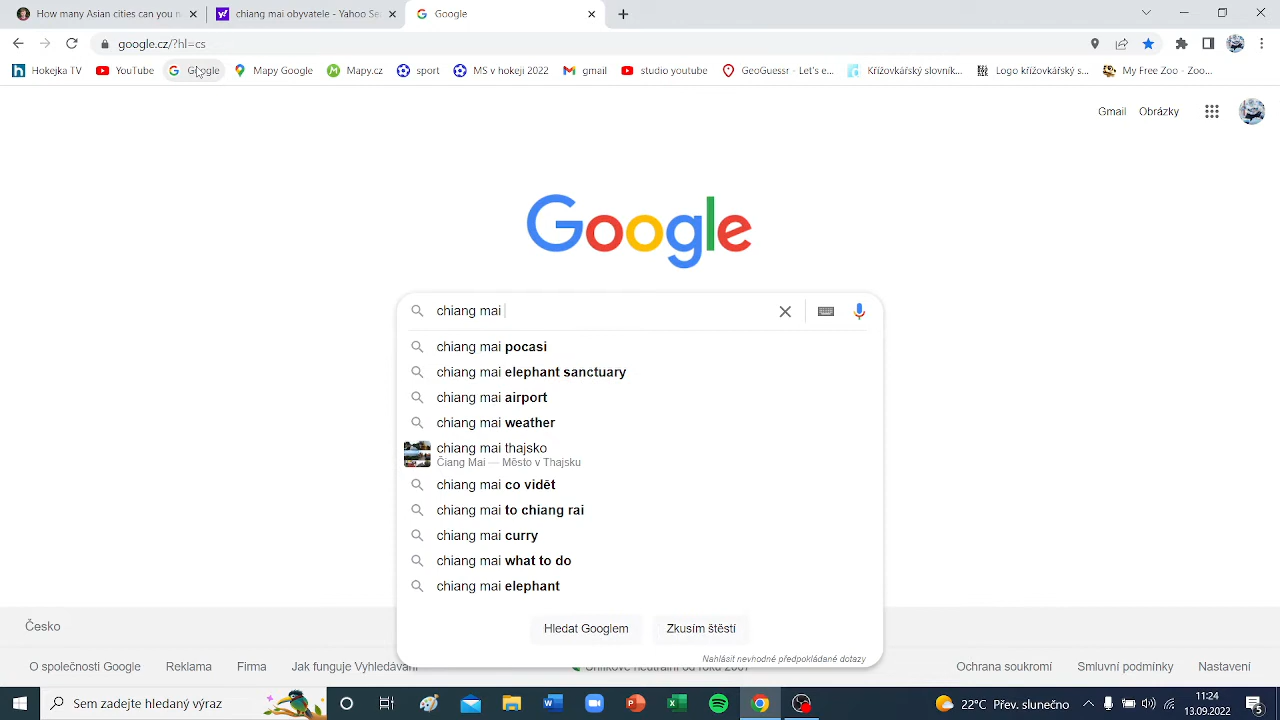 How many Asian cities can you n
chiang mai obyvatele - Yahoo Se
Google
google.cz/?hl=cs
Hokejka TV
YouTube
Google
Mapy Google
Mapy.cz
sport
MS v hokeji 2022
gmail
studio youtube
GeoGuessr - Let's e...
Křížovkářský slovník...
Logo křížovkářský s...
My Free Zoo - Zoo...
Gmail
Obrázky
Google
chiang mai
chiang mai pocasi
chiang mai elephant sanctuary
chiang mai airport
chiang mai weather
chiang mai thajsko
Čiang Mai — Město v Thajsku
chiang mai co vidět
chiang mai to chiang rai
chiang mai curry
chiang mai what to do
chiang mai elephant
Hledat Googlem
Zkusím štěstí
Nahlásit nevhodné předpokládané dotazy
Česko
O společnosti Google
Reklama
Firma
Jak funguje Vyhledávání
Uhlíkově neutrální od roku 2007
Ochrana soukromí
Smluvní podmínky
Nastavení
Sem zadejte hledaný výraz
22°C Převážně slunečno
11:24
13.09.2022